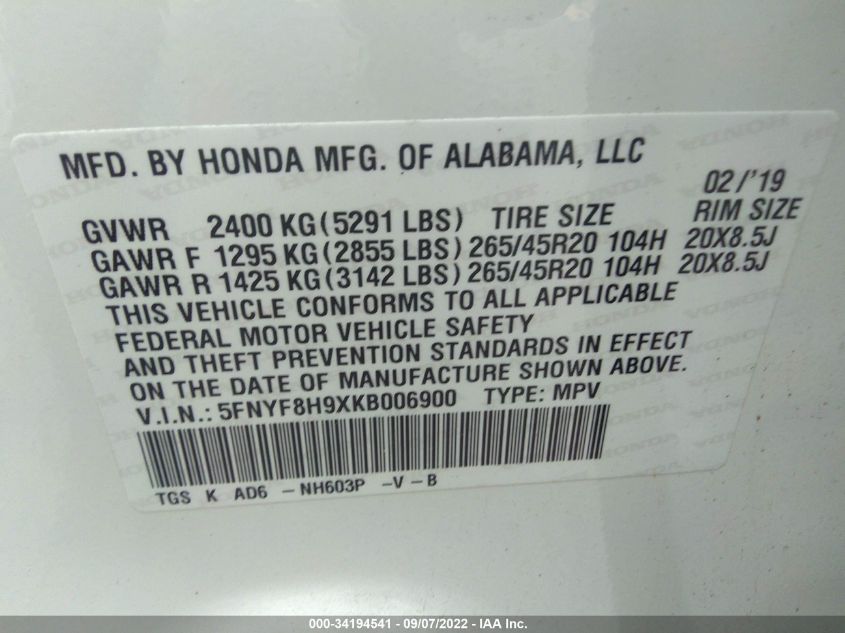 MFD. BY HONDA MFG. OF ALABAMA, LLC
02/'19
GVWR 2400 KG(5291 LBS) TIRE SIZE RIM SIZE
GAWR F 1295 KG(2855 LBS) 265/45R20 104H 20X8.5J
GAWR R 1425 KG(3142 LBS) 265/45R20 104H 20X8.5J
THIS VEHICLE CONFORMS TO ALL APPLICABLE
FEDERAL MOTOR VEHICLE SAFETY
AND THEFT PREVENTION STANDARDS IN EFFECT
ON THE DATE OF MANUFACTURE SHOWN ABOVE.
V.I.N.: 5FNYF8H9XKB006900 TYPE: MPV
TGS K AD6 -NH603P -V-B
000-34194541 - 09/07/2022 - IAA Inc.